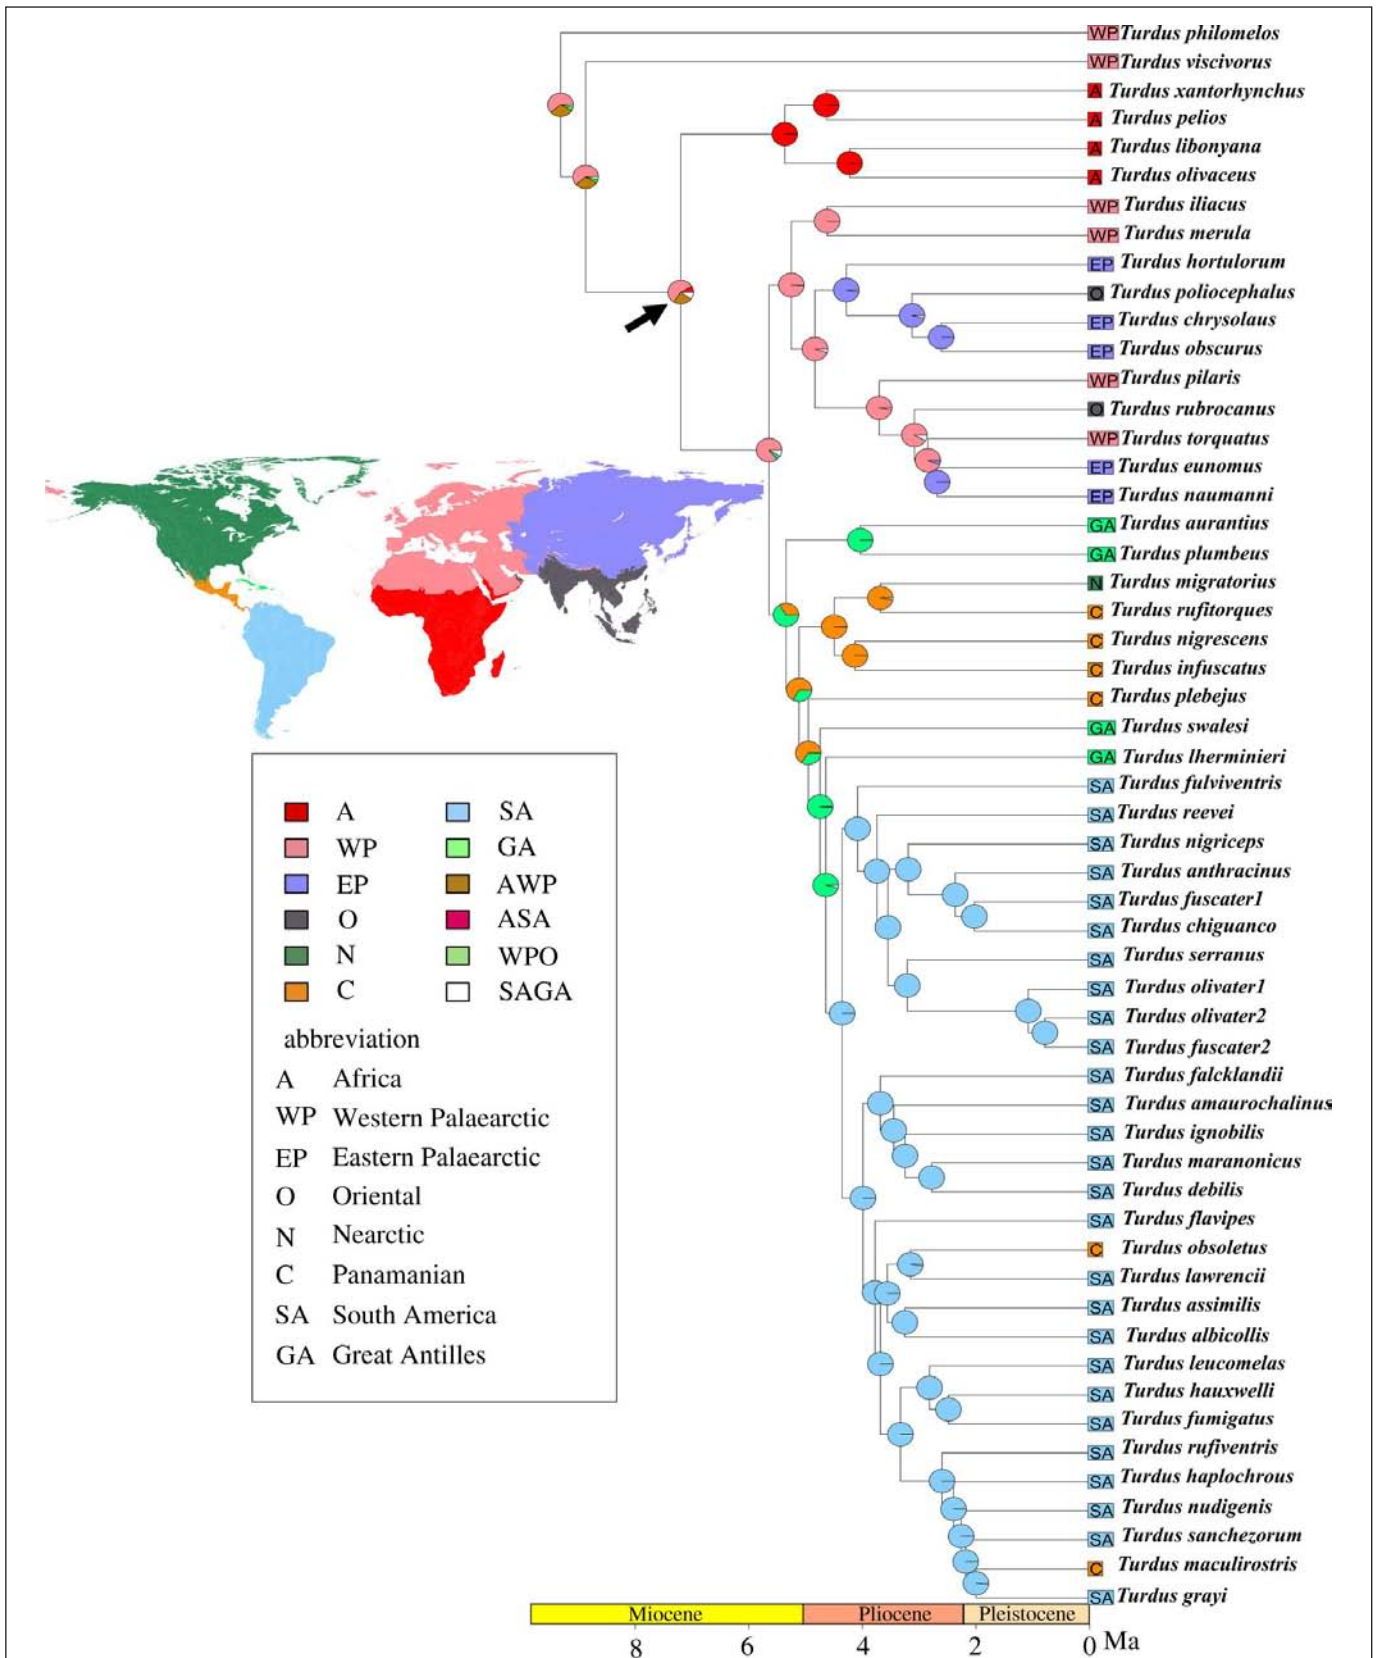 WP Turdus philomelos
WP Turdus viscivorus
A Turdus xantorhynchus
A Turdus pelios
A Turdus libonyana
A Turdus olivaceus
WP Turdus iliacus
WP Turdus merula
EP Turdus hortulorum
O Turdus poliocephalus
EP Turdus chrysolaus
EP Turdus obscurus
WP Turdus pilaris
O Turdus rubrocanus
WP Turdus torquatus
EP Turdus eunomus
EP Turdus naumanni
GA Turdus aurantius
GA Turdus plumbeus
N Turdus migratorius
C Turdus rufitorques
C Turdus nigrescens
C Turdus infuscatus
C Turdus plebejus
GA Turdus swalesi
GA Turdus lherminieri
SA Turdus fulviventris
SA Turdus reevei
SA Turdus nigriceps
SA Turdus anthracinus
SA Turdus fuscater1
SA Turdus chiguanco
SA Turdus serranus
SA Turdus olivater1
SA Turdus olivater2
SA Turdus fuscater2
SA Turdus falcklandii
SA Turdus amaurochalinus
SA Turdus ignobilis
SA Turdus maranonicus
SA Turdus debilis
SA Turdus flavipes
C Turdus obsoletus
SA Turdus lawrencii
SA Turdus assimilis
SA Turdus albicollis
SA Turdus leucomelas
SA Turdus hauxwelli
SA Turdus fumigatus
SA Turdus rufiventris
SA Turdus haplochrous
SA Turdus nudigenis
SA Turdus sanchezorum
C Turdus maculirostris
SA Turdus grayi
A SA
WP GA
EP AWP
O ASA
N WPO
C SAGA
abbreviation
A Africa
WP Western Palaearctic
EP Eastern Palaearctic
O Oriental
N Nearctic
C Panamanian
SA South America
GA Great Antilles
Miocene Pliocene Pleistocene
8 6 4 2 0 Ma